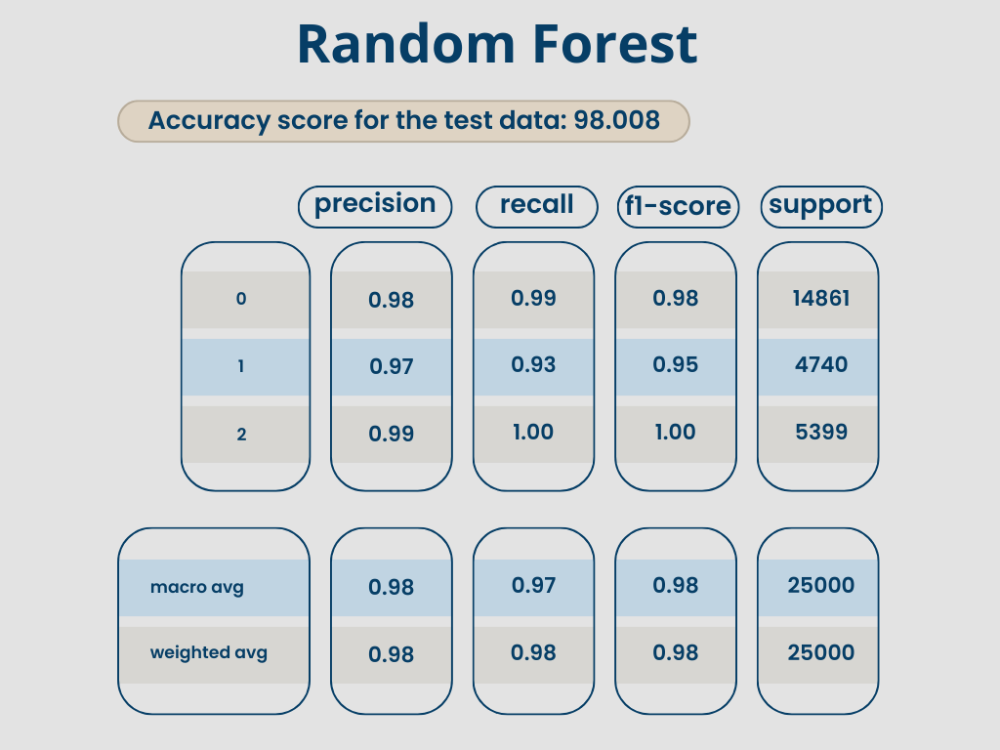 Random Forest
Accuracy score for the test data: 98.008
precision recall f1-score support
0 0.98 0.99 0.98 14861
1 0.97 0.93 0.95 4740
2 0.99 1.00 1.00 5399
macro avg 0.98 0.97 0.98 25000
weighted avg 0.98 0.98 0.98 25000